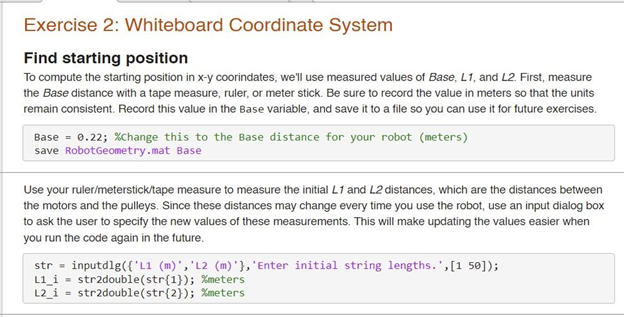 Exercise 2: Whiteboard Coordinate System
Find starting position
To compute the starting position in x-y coorindates, we'll use measured values of Base, L1, and L2. First, measure
the Base distance with a tape measure, ruler, or meter stick. Be sure to record the value in meters so that the units
remain consistent. Record this value in the Base variable, and save it to a file so you can use it for future exercises.
Base = 0.22; %Change this to the Base distance for your robot (meters)
save RobotGeometry.mat Base
Use your ruler/meterstick/tape measure to measure the initial L1 and L2 distances, which are the distances between
the motors and the pulleys. Since these distances may change every time you use the robot, use an input dialog box
to ask the user to specify the new values of these measurements. This will make updating the values easier when
you run the code again in the future.
str = inputdlg({'L1 (m)','L2 (m)'},'Enter initial string lengths.',[1 50]);
L1_i = str2double(str{1}); %meters
L2_i = str2double(str{2}); %meters